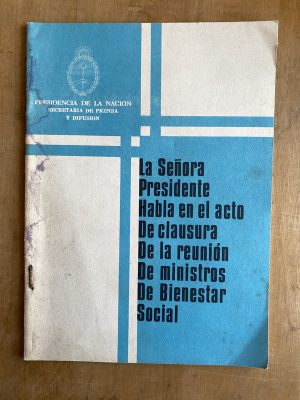 PRESIDENCIA DE LA NACION
SECRETARIA DE PRENSA
Y DIFUSION
La Señora
Presidente
Habla en el acto
De clausura
De la reunión
De ministros
De Bienestar
Social